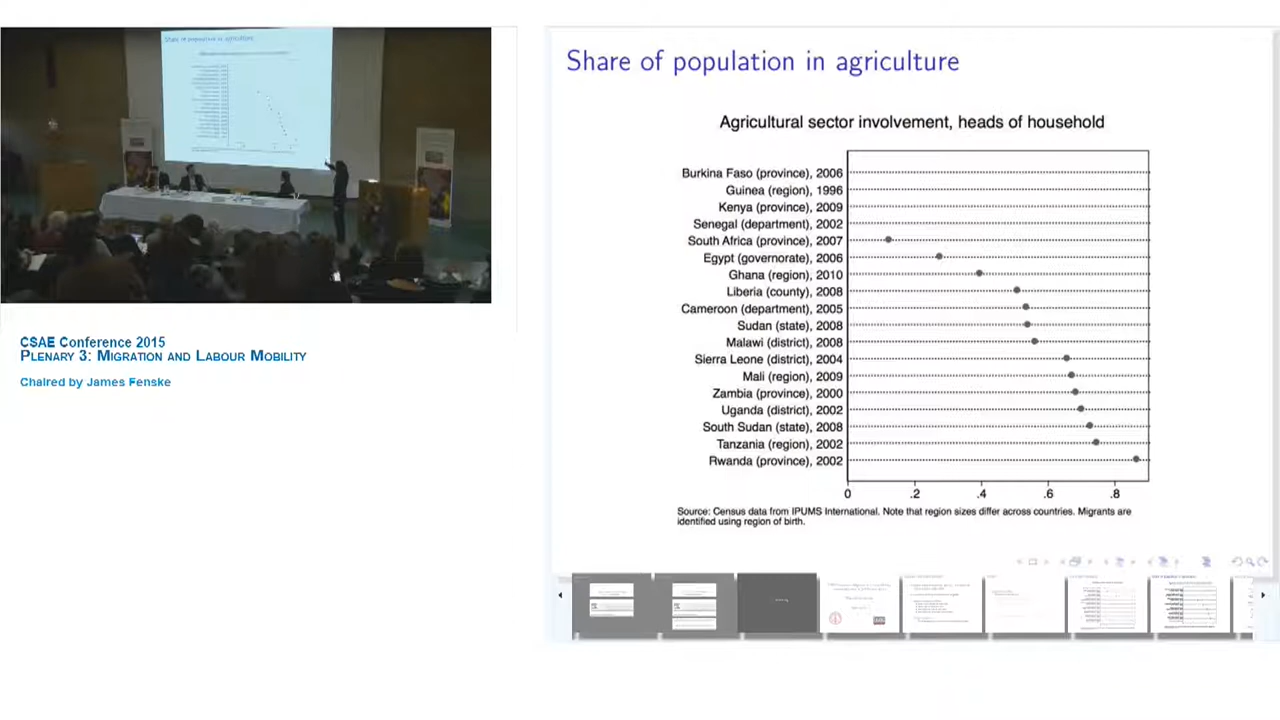 Share of population in agriculture
CSAE Conference 2015
PLENARY 3: MIGRATION AND LABOUR MOBILITY
Chaired by James Fenske
Share of population in agriculture
Agricultural sector involvement, heads of household
Burkina Faso (province), 2006
Guinea (region), 1996
Kenya (province), 2009
Senegal (department), 2002
South Africa (province), 2007
Egypt (governorate), 2006
Ghana (region), 2010
Liberia (county), 2008
Cameroon (department), 2005
Sudan (state), 2008
Malawi (district), 2008
Sierra Leone (district), 2004
Mali (region), 2009
Zambia (province), 2000
Uganda (district), 2002
South Sudan (state), 2008
Tanzania (region), 2002
Rwanda (province), 2002
0 .2 .4 .6 .8
Source: Census data from IPUMS International. Note that region sizes differ across countries. Migrants are
identified using region of birth.